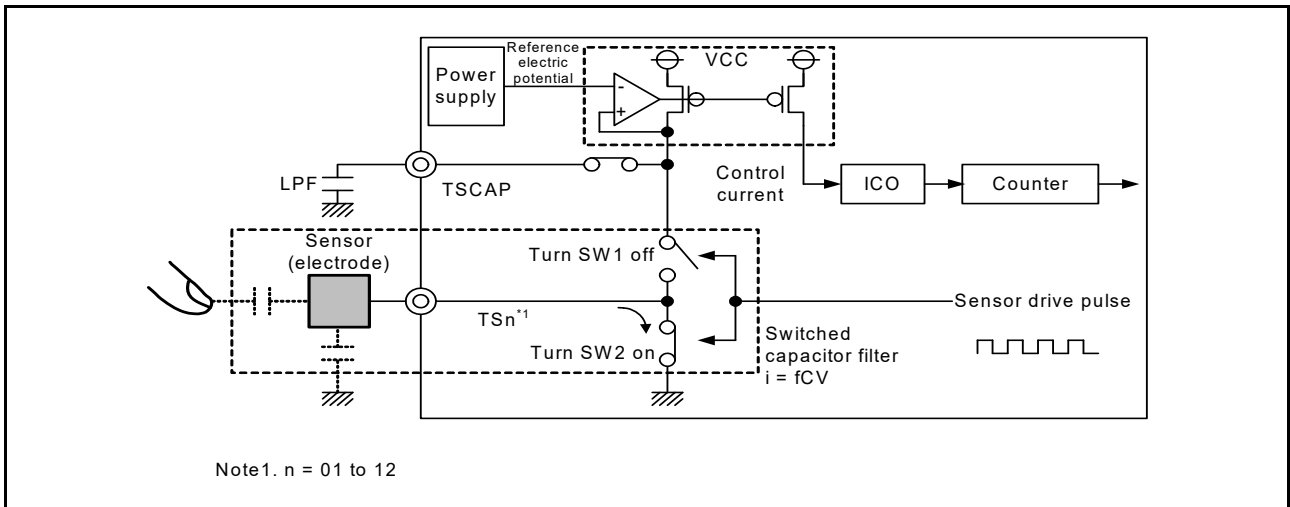 Reference
electric
potential
VCC
Power
supply
-
+
LPF
TSCAP
Control
current
ICO
Counter
Sensor
(electrode)
Turn SW1 off
Sensor drive pulse
TSn*1
Turn SW2 on
Switched
capacitor filter
i = fCV
Note1. n = 01 to 12